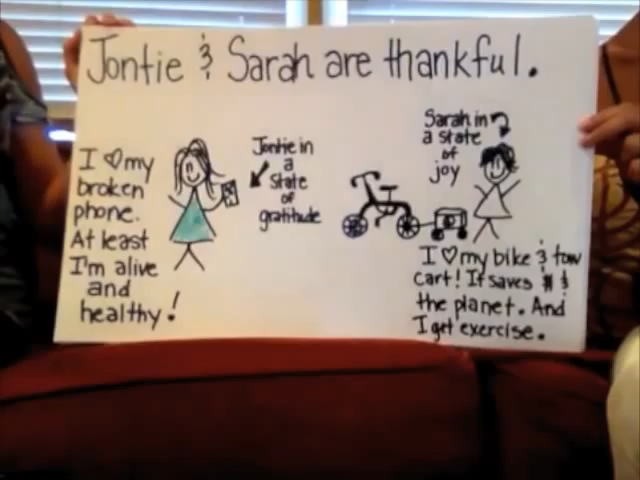 Jontie & Sarah are thankful.
I ♡ my
broken
phone.
At least
I'm alive
and
healthy!
Jontie in
a
state
of
gratitude
Sarah in
a state
of
joy
I ♡ my bike & tow
cart! It saves $ &
the planet. And
I get exercise.